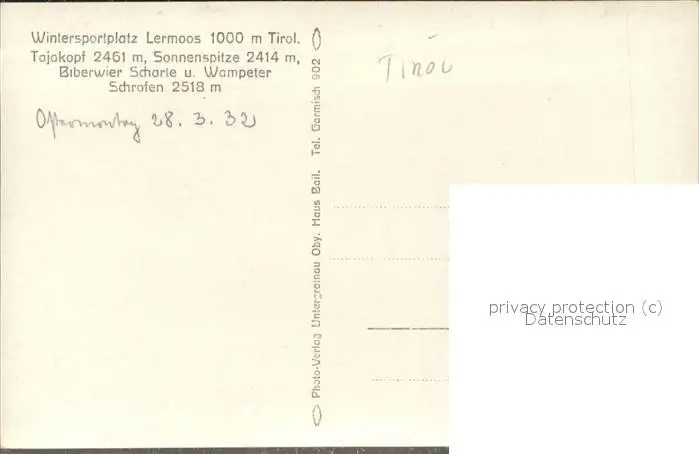 Wintersportplatz Lermoos 1000 m Tirol.
Tajakopf 2461 m, Sonnenspitze 2414 m,
Biberwier Scharte u. Wampeter
Schrofen 2518 m
Ostermontag 28. 3. 32
Photo-Verlag Untergrainau Oby. Haus Bail. Tel. Garmisch 902
Tirol
privacy protection (c)
Datenschutz